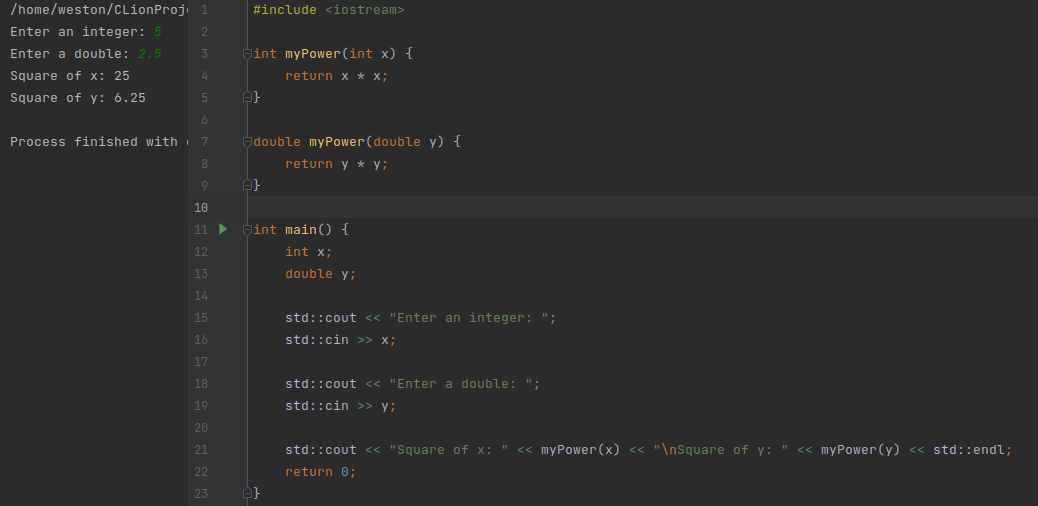 /home/weston/CLionProj
Enter an integer: 5
Enter a double: 2.5
Square of x: 25
Square of y: 6.25
Process finished with
1 #include <iostream>
2
3 int myPower(int x) {
4 return x * x;
5 }
6
7 double myPower(double y) {
8 return y * y;
9 }
10
11 int main() {
12 int x;
13 double y;
14
15 std::cout << "Enter an integer: ";
16 std::cin >> x;
17
18 std::cout << "Enter a double: ";
19 std::cin >> y;
20
21 std::cout << "Square of x: " << myPower(x) << "\nSquare of y: " << myPower(y) << std::endl;
22 return 0;
23 }